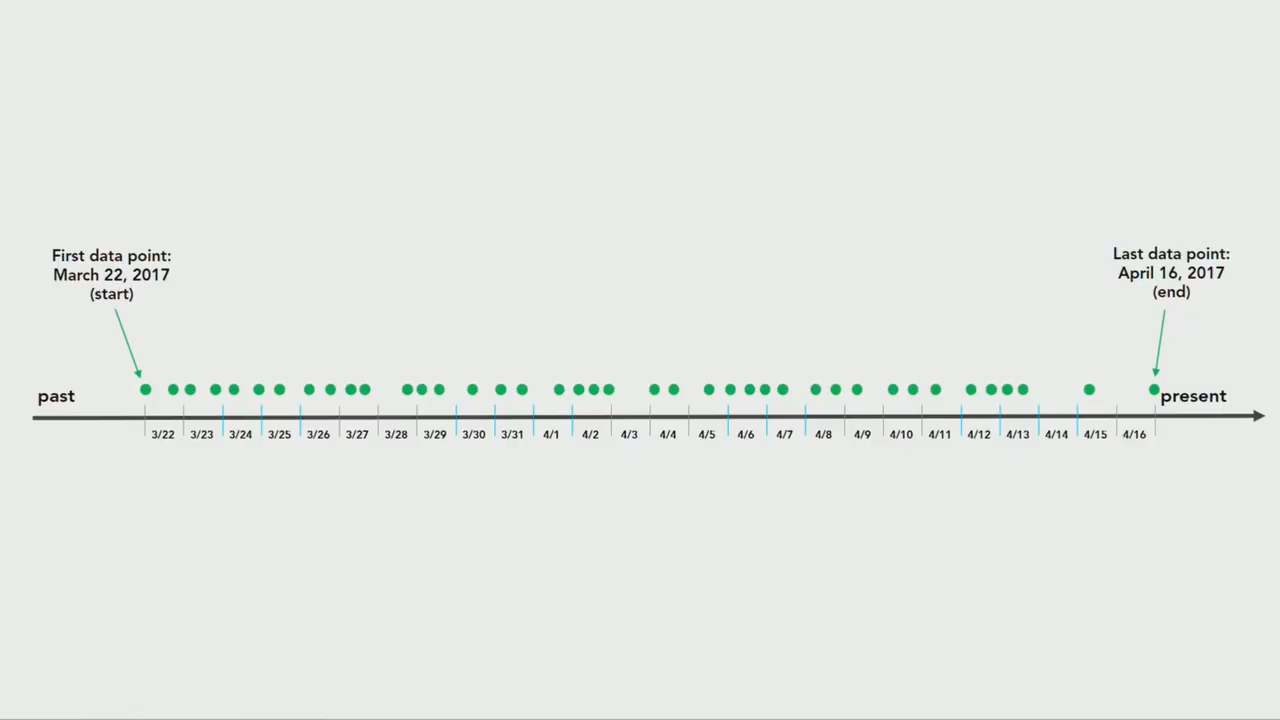 First data point:
March 22, 2017
(start)
Last data point:
April 16, 2017
(end)
past
present
3/22 3/23 3/24 3/25 3/26 3/27 3/28 3/29 3/30 3/31 4/1 4/2 4/3 4/4 4/5 4/6 4/7 4/8 4/9 4/10 4/11 4/12 4/13 4/14 4/15 4/16